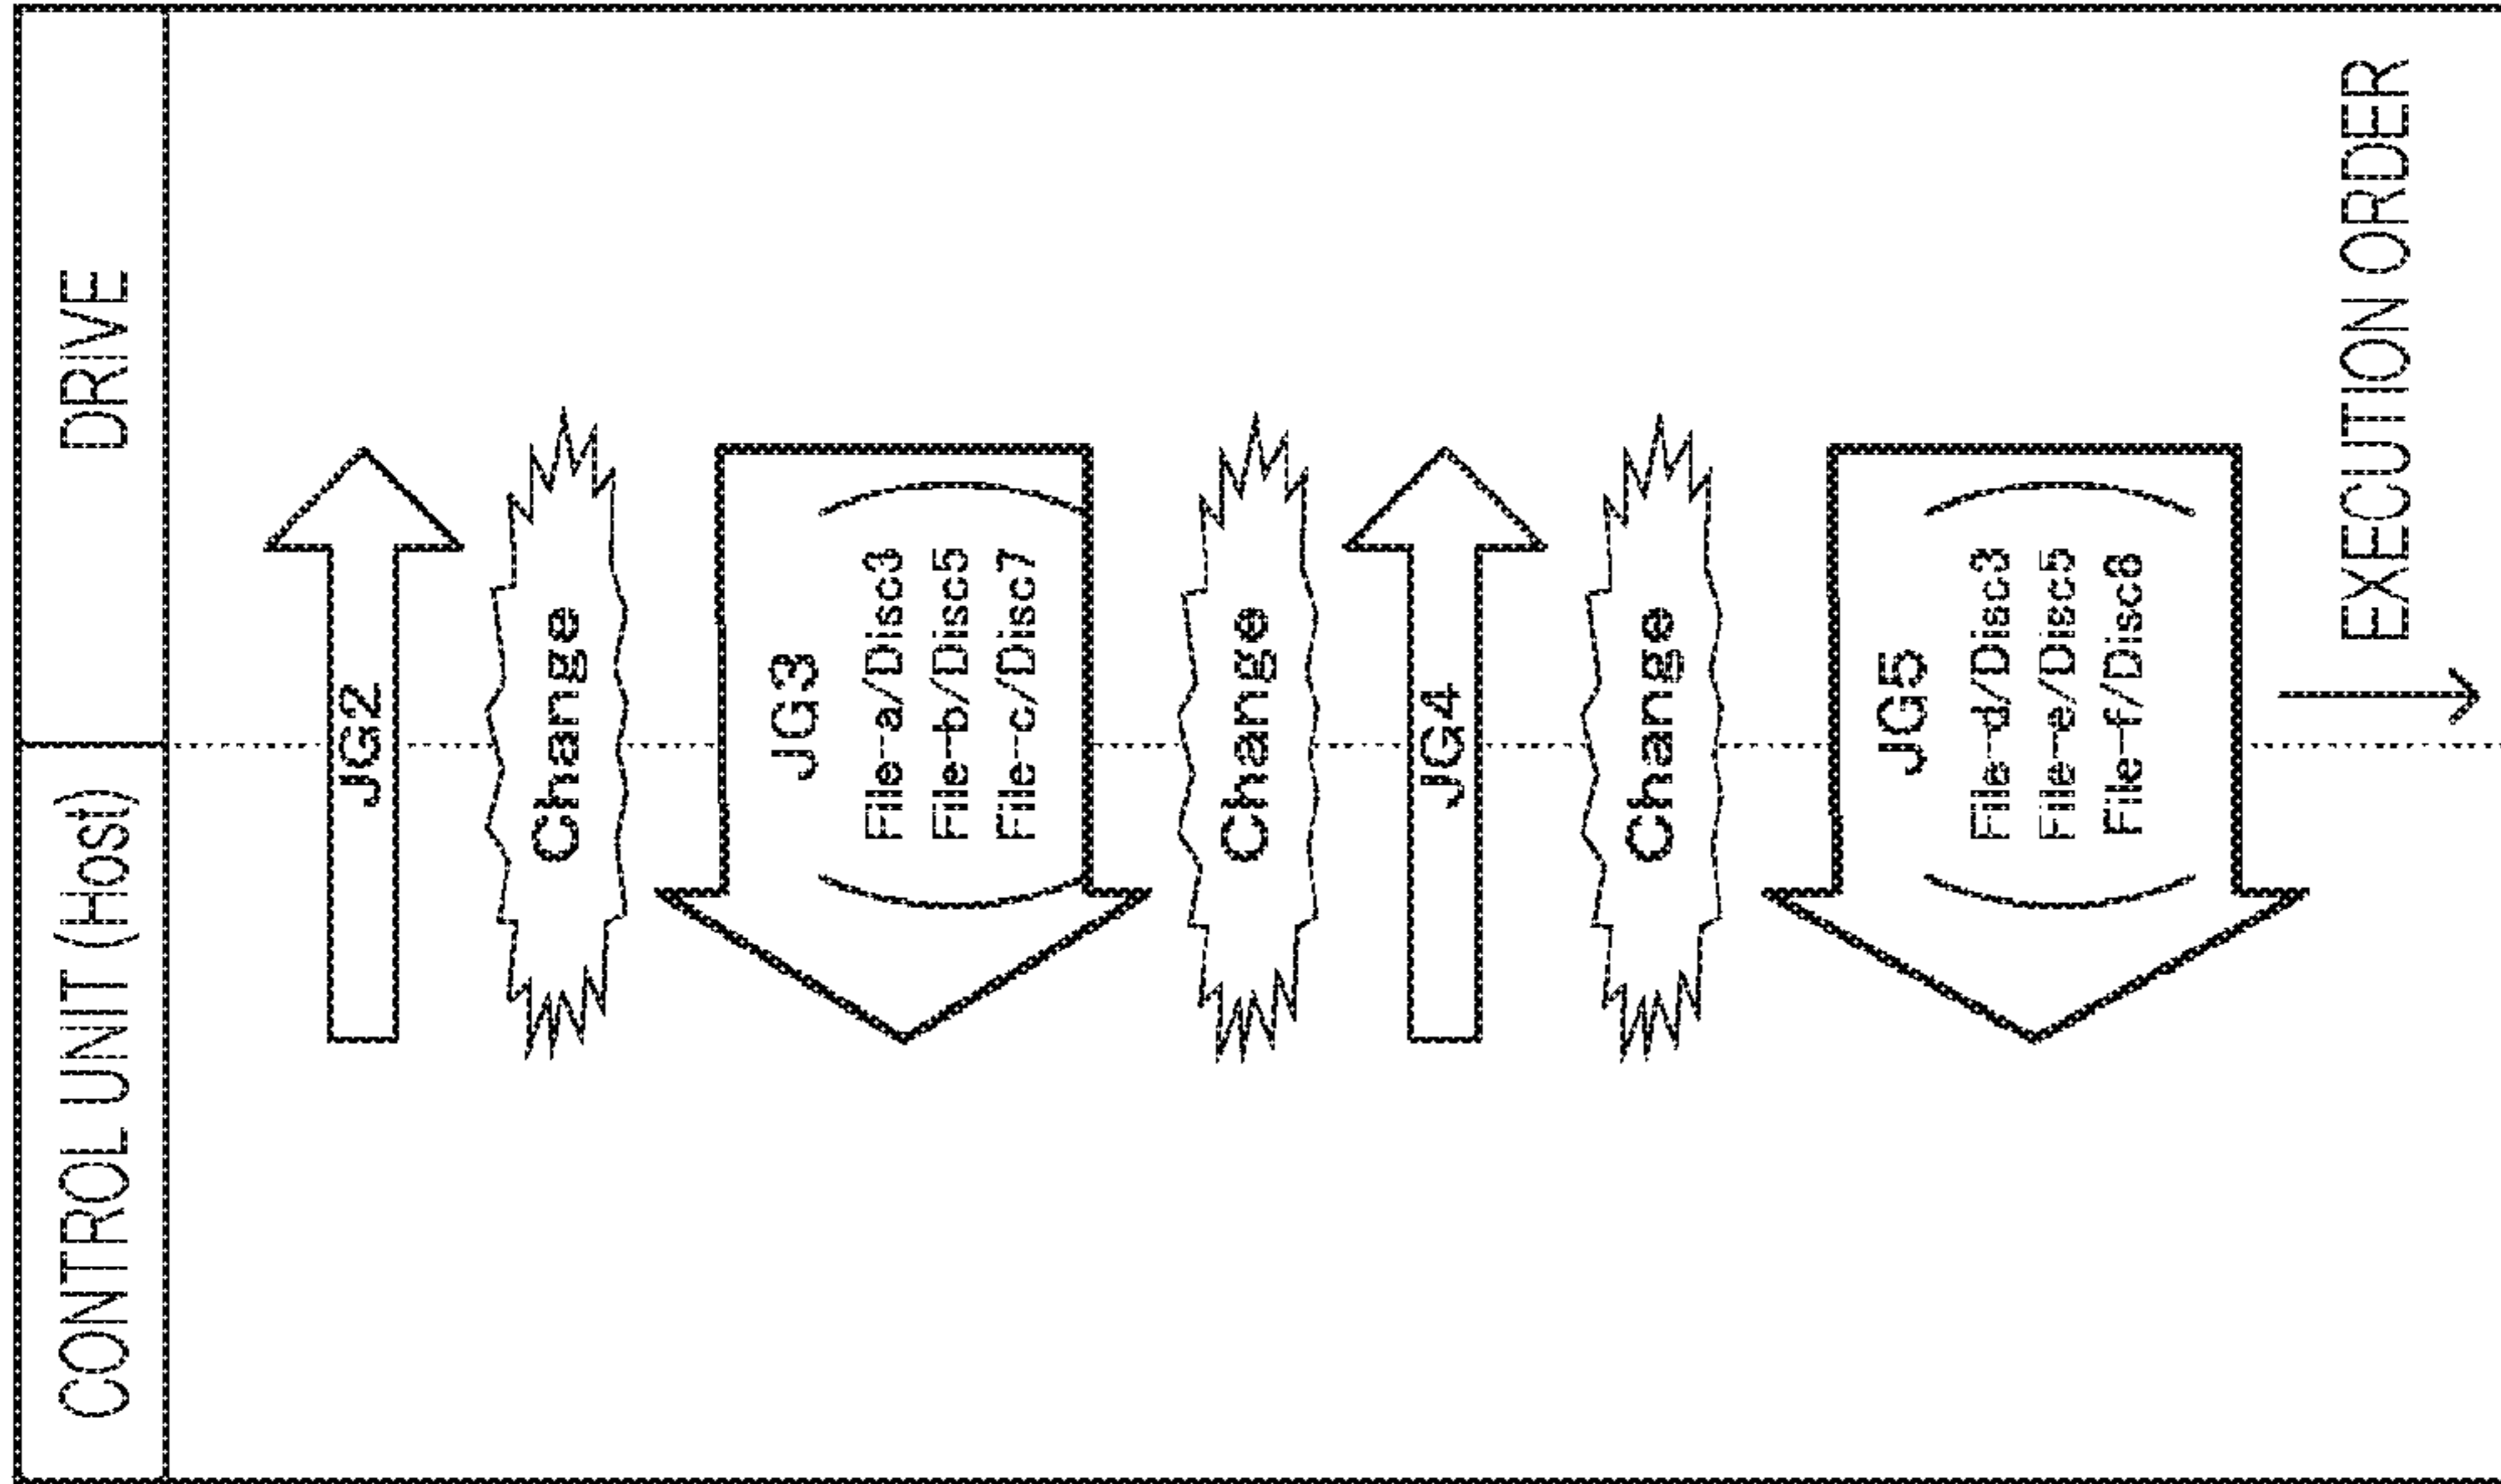 CONTROL UNIT (Host)
DRIVE
JG2
Change
JG3
File-a/Disc3
File-b/Disc5
File-c/Disc7
Change
JG4
Change
JG5
File-d/Disc3
File-e/Disc5
File-f/Disc8
EXECUTION ORDER